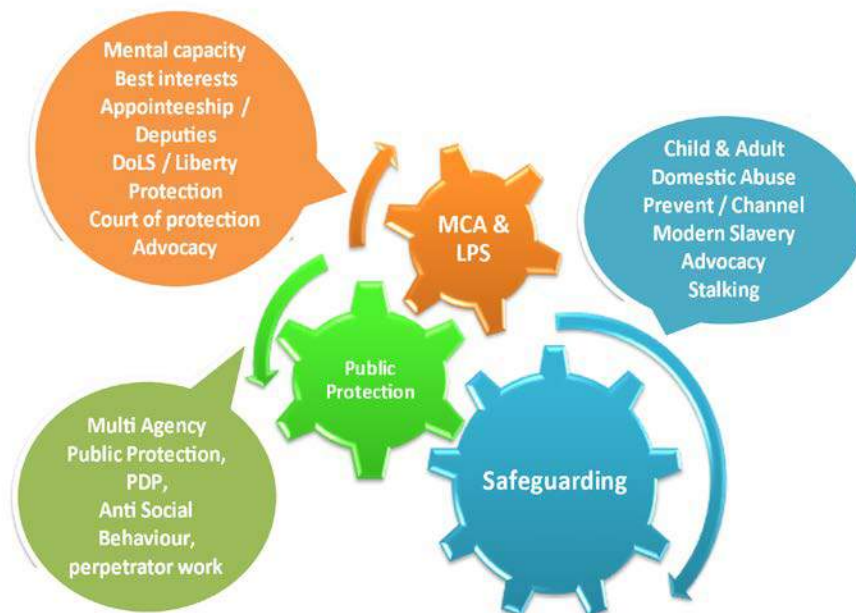 Mental capacity
Best interests
Appointeeship /
Deputies
DoLS / Liberty
Protection
Court of protection
Advocacy
MCA &
LPS
Child & Adult
Domestic Abuse
Prevent / Channel
Modern Slavery
Advocacy
Stalking
Public
Protection
Multi Agency
Public Protection,
PDP,
Anti Social
Behaviour,
perpetrator work
Safeguarding